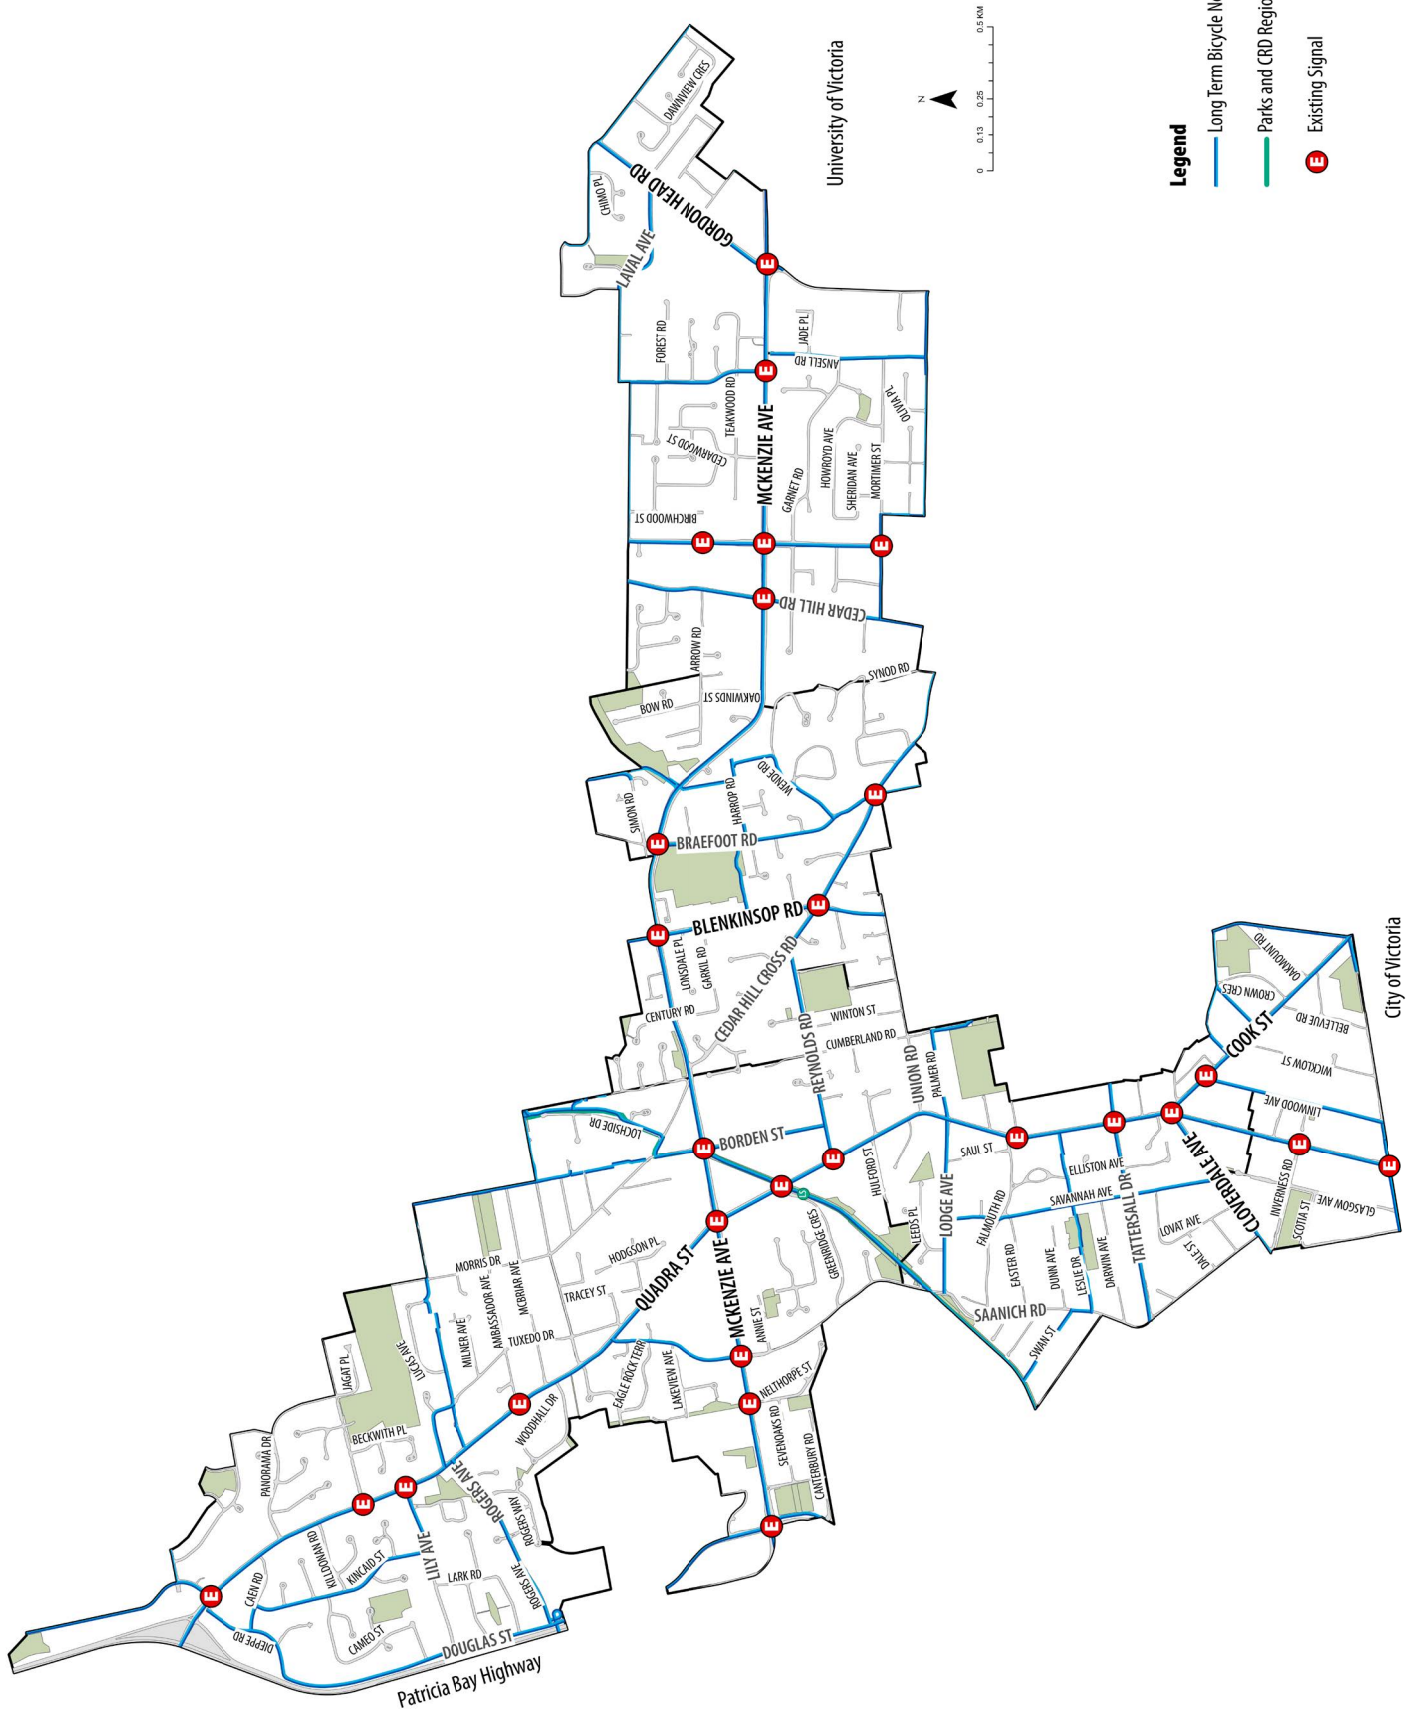 DAWNVIEW CRES
CHIMO PL
GORDON HEAD RD
LAVAL AVE
University of Victoria
N
0 0.13 0.25 0.5 KM
Legend
Long Term Bicycle
Parks and CRD
E Existing Signal
FOREST RD
JADE PL
ANSELL RD
TEAKWOOD RD
CEDARWOOD ST
MCKENZIE AVE
OLIVIA PL
HOWROYD AVE
GARNET RD
SHERIDAN AVE
MORTIMER ST
BIRCHWOOD ST
CEDAR HILL RD
ARROW RD
SYNOD RD
BOW RD
OAKWINDS ST
WENDE RD
HARROP RD
SIMON RD
BRAEFOOT RD
BLENKINSOP RD
LONSDALE PL
GARKIL RD
CEDAR HILL CROSS RD
CENTURY RD
WINTON ST
REYNOLDS RD
CUMBERLAND RD
UNION RD
PALMER RD
OAKMOUNT RD
CROWN CRES
COOK ST
BELLEVUE RD
City of Victoria
WICKLOW ST
LINWOOD AVE
LOCHSIDE DR
BORDEN ST
HULFORD ST
SAUL ST
ELLISTON AVE
CLOVERDALE AVE
INVERNESS RD
GLASGOW AVE
SCOTIA ST
LODGE AVE
SAVANNAH AVE
FALMOUTH RD
TATTERSALL DR
LOVAT AVE
DALE ST
LEEDS PL
GREENRIDGE CRES
EASTER RD
DUNN AVE
LESLIE DR
DARWIN AVE
SAANICH RD
SWAN ST
MORRIS DR
HODGSON PL
QUADRA ST
MCKENZIE AVE
TRACEY ST
MCBRIAR AVE
AMBASSADOR AVE
TUXEDO DR
MILNER AVE
ANNIE ST
EAGLE ROCK TERR
LAKEVIEW AVE
NELTHORPE ST
LUCAS AVE
JAGAT PL
WOODHALL DR
SEVENOAKS RD
CANTERBURY RD
BECKWITH PL
PANORAMA DR
ROGERS AVE
ROGERS WAY
LILY AVE
KILLDONAN RD
KINCAID ST
LARK RD
ROGERS AVE
CAEN RD
DIEPPE RD
CAMEO ST
DOUGLAS ST
Patricia Bay Highway